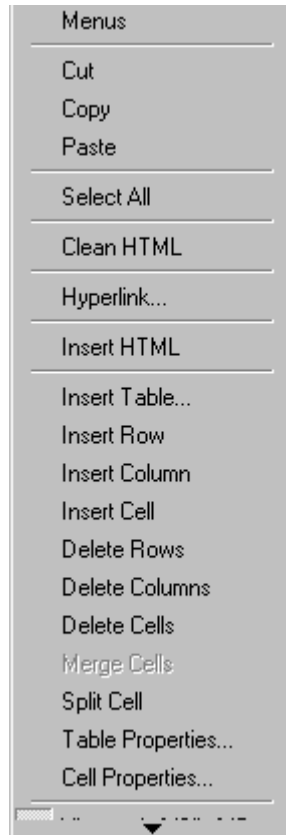 Menus
Cut
Copy
Paste
Select All
Clean HTML
Hyperlink...
Insert HTML
Insert Table...
Insert Row
Insert Column
Insert Cell
Delete Rows
Delete Columns
Delete Cells
Merge Cells
Split Cell
Table Properties...
Cell Properties...